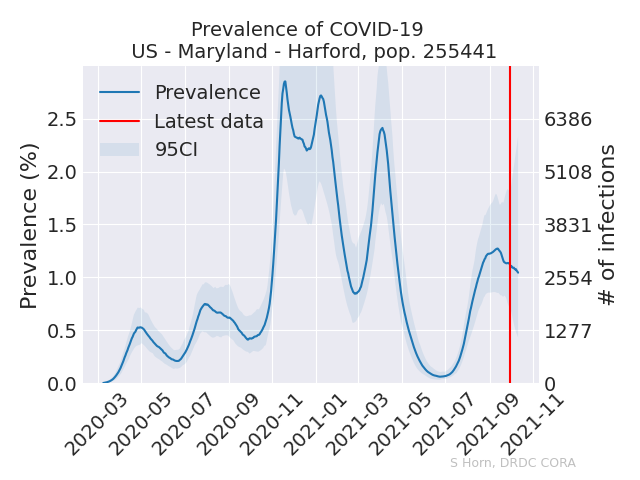 Prevalence of COVID-19
US - Maryland - Harford, pop. 255441
Prevalence
Latest data
95CI
Prevalence (%)
2.5
2.0
1.5
1.0
0.5
0.0
6386
5108
3831
2554
1277
0
# of infections
2020-03
2020-05
2020-07
2020-09
2020-11
2021-01
2021-03
2021-05
2021-07
2021-09
2021-11
S Horn, DRDC CORA